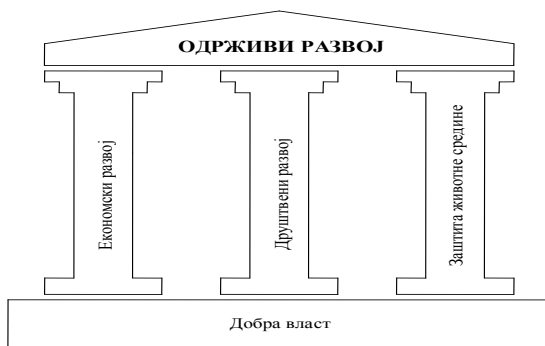 ОДРЖИВИ РАЗВОЈ
Економски развој
Друштвени развој
Заштита животне средине
Добра власт